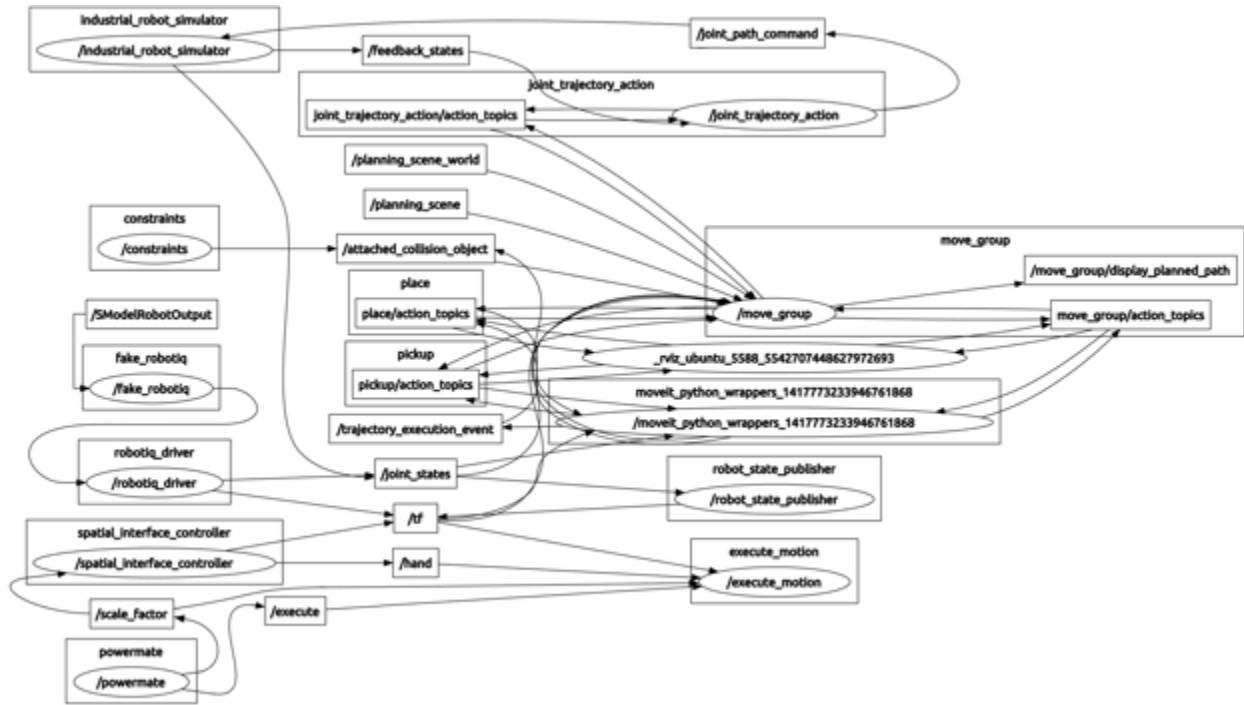 industrial_robot_simulator
/industrial_robot_simulator
/feedback_states
/joint_path_command
joint_trajectory_action
joint_trajectory_action/action_topics
/joint_trajectory_action
/planning_scene_world
/planning_scene
constraints
/constraints
/attached_collision_object
move_group
/move_group/display_planned_path
place
place/action_topics
/move_group
move_group/action_topics
/SModelRobotOutput
_rviz_ubuntu_5588_5542707448627972693
pickup
pickup/action_topics
fake_robotiq
/fake_robotiq
moveit_python_wrappers_1417773233946761868
/moveit_python_wrappers_1417773233946761868
/trajectory_execution_event
robotiq_driver
/robotiq_driver
/joint_states
robot_state_publisher
/robot_state_publisher
/tf
spatial_interface_controller
/spatial_interface_controller
/hand
execute_motion
/execute_motion
/scale_factor
/execute
powermate
/powermate